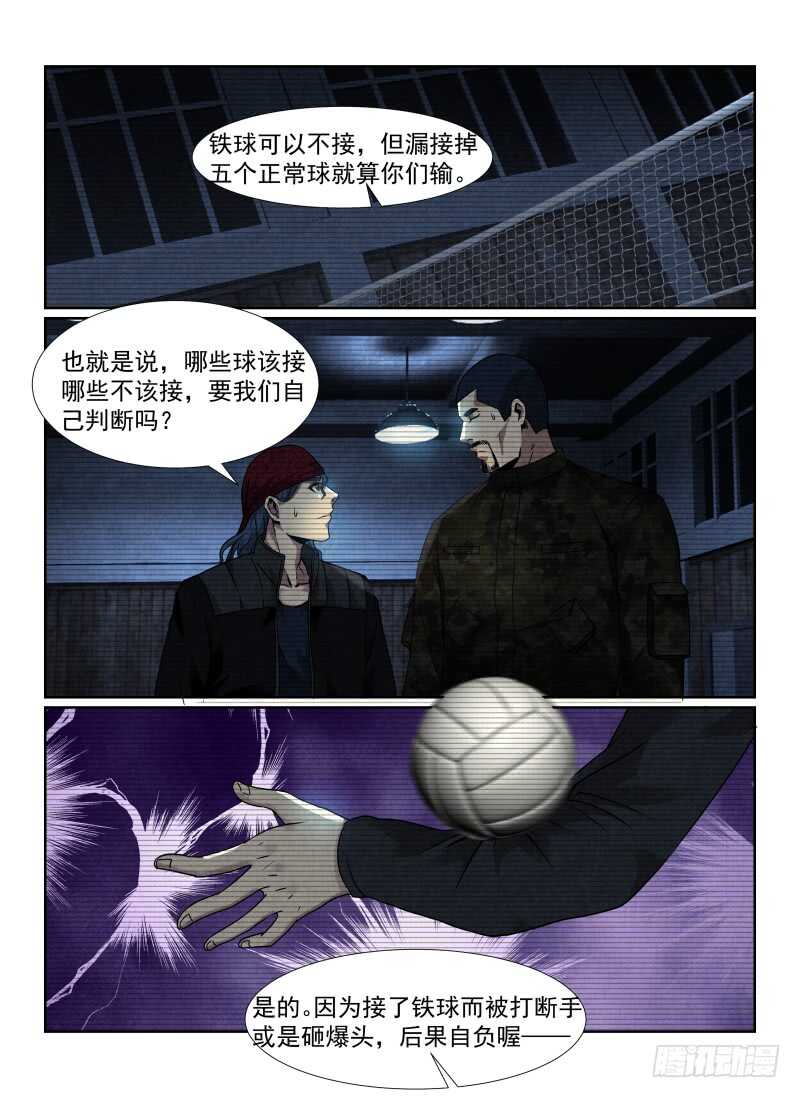 铁球可以不接，但漏接掉
五个正常球就算你们输。
也就是说，哪些球该接
哪些不该接，要我们自
己判断吗？
是的。因为接了铁球而被打断手
或是砸爆头，后果自负喔——
腾讯动漫